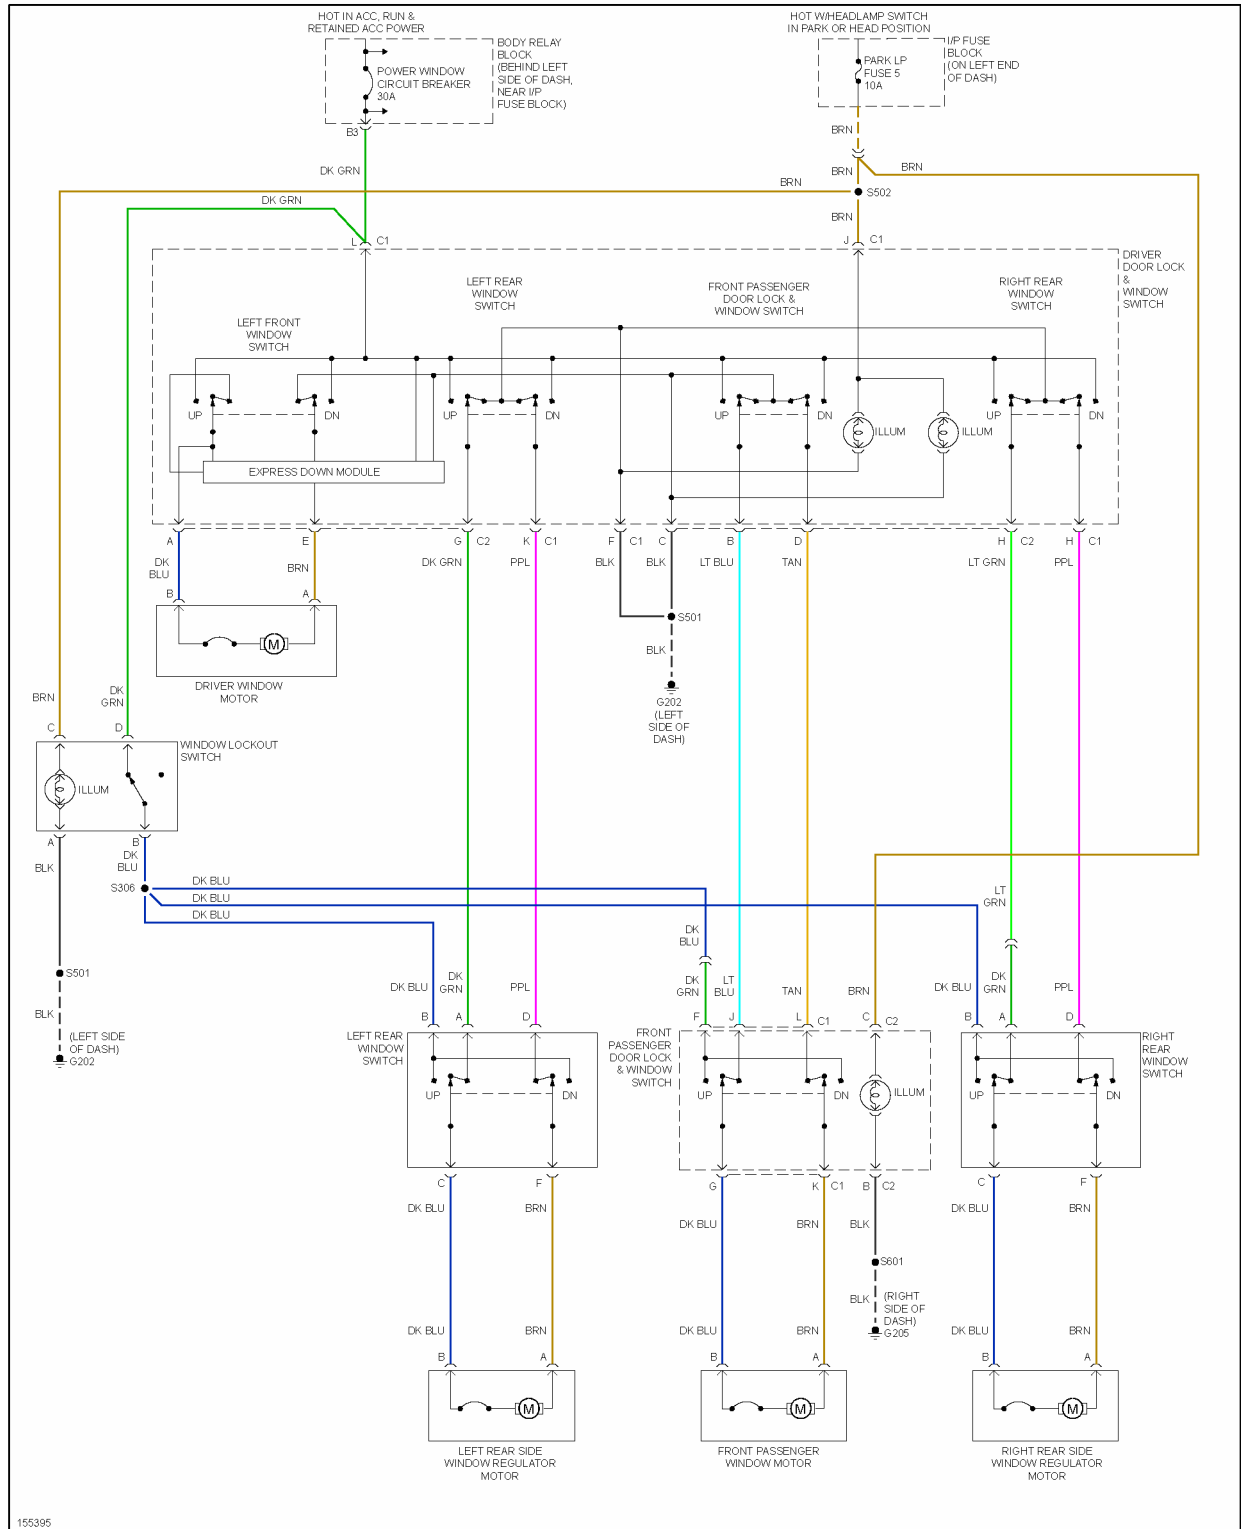 HOT IN ACC, RUN &
RETAINED ACC POWER
HOT W/HEADLAMP SWITCH
IN PARK OR HEAD POSITION
BODY RELAY
BLOCK
(BEHIND LEFT
SIDE OF DASH,
NEAR I/P
FUSE BLOCK)
POWER WINDOW
CIRCUIT BREAKER
30A
I/P FUSE
BLOCK
(ON LEFT END
OF DASH)
PARK LP
FUSE 5
10A
B3
BRN
DK GRN
BRN
BRN
BRN
S502
DK GRN
BRN
L
C1
J
C1
DRIVER
DOOR LOCK
&
WINDOW
SWITCH
LEFT REAR
WINDOW
SWITCH
FRONT PASSENGER
DOOR LOCK &
WINDOW SWITCH
RIGHT REAR
WINDOW
SWITCH
LEFT FRONT
WINDOW
SWITCH
UP
DN
UP
DN
UP
DN
ILLUM
ILLUM
UP
DN
EXPRESS DOWN MODULE
A
E
G
C2
K
C1
F
C1
C
B
D
H
C2
H
C1
DK
BLU
BRN
DK GRN
PPL
BLK
BLK
LT BLU
TAN
LT GRN
PPL
B
A
S501
M
BLK
DRIVER WINDOW
MOTOR
G202
(LEFT
SIDE OF
DASH)
BRN
DK
GRN
C
D
WINDOW LOCKOUT
SWITCH
ILLUM
A
B
BLK
DK
BLU
S306
DK BLU
DK BLU
DK BLU
LT
GRN
DK
BLU
S501
BLK
(LEFT SIDE
OF DASH)
G202
DK BLU
DK
GRN
PPL
DK
GRN
LT
BLU
TAN
BRN
DK BLU
DK
GRN
PPL
B
A
D
F
J
L
C1
C
C2
B
A
D
LEFT REAR
WINDOW
SWITCH
FRONT
PASSENGER
DOOR LOCK
& WINDOW
SWITCH
RIGHT
REAR
WINDOW
SWITCH
UP
DN
UP
DN
ILLUM
UP
DN
C
F
G
K
C1
B
C2
C
F
DK BLU
BRN
DK BLU
BRN
BLK
DK BLU
BRN
S601
BLK
(RIGHT
SIDE OF
DASH)
G205
DK BLU
BRN
DK BLU
BRN
DK BLU
BRN
B
A
B
A
B
A
M
M
M
LEFT REAR SIDE
WINDOW REGULATOR
MOTOR
FRONT PASSENGER
WINDOW MOTOR
RIGHT REAR SIDE
WINDOW REGULATOR
MOTOR
155395